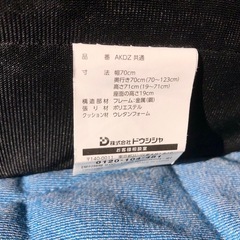 品番 AKDZ 共通
寸法 幅70cm
奥行き70cm(70〜123cm)
高さ71cm(19〜71cm)
座面の高さ19cm
構造部材 フレーム:金属(鋼)
張り材 ポリエステル
クッション材 ウレタンフォーム
株式会社ドウシシャ
お客様相談室